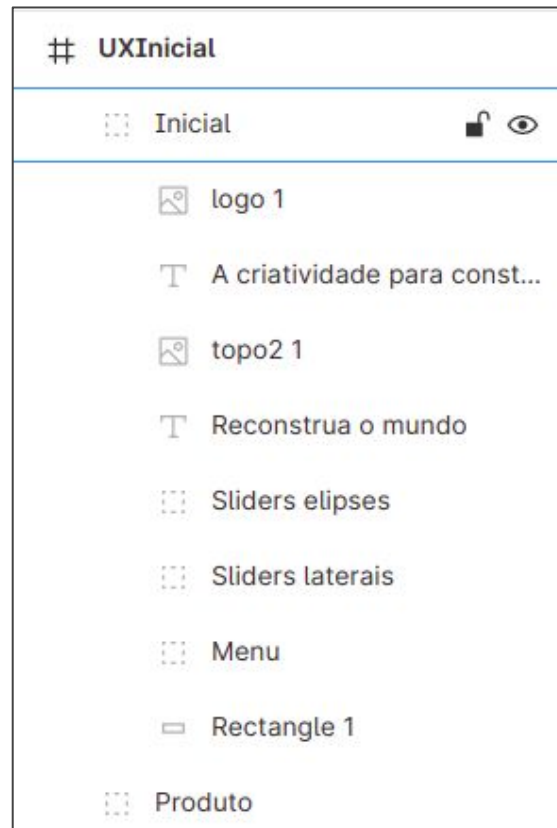 UXInicial
Inicial
logo 1
A criatividade para const...
topo2 1
Reconstrua o mundo
Sliders elipses
Sliders laterais
Menu
Rectangle 1
Produto